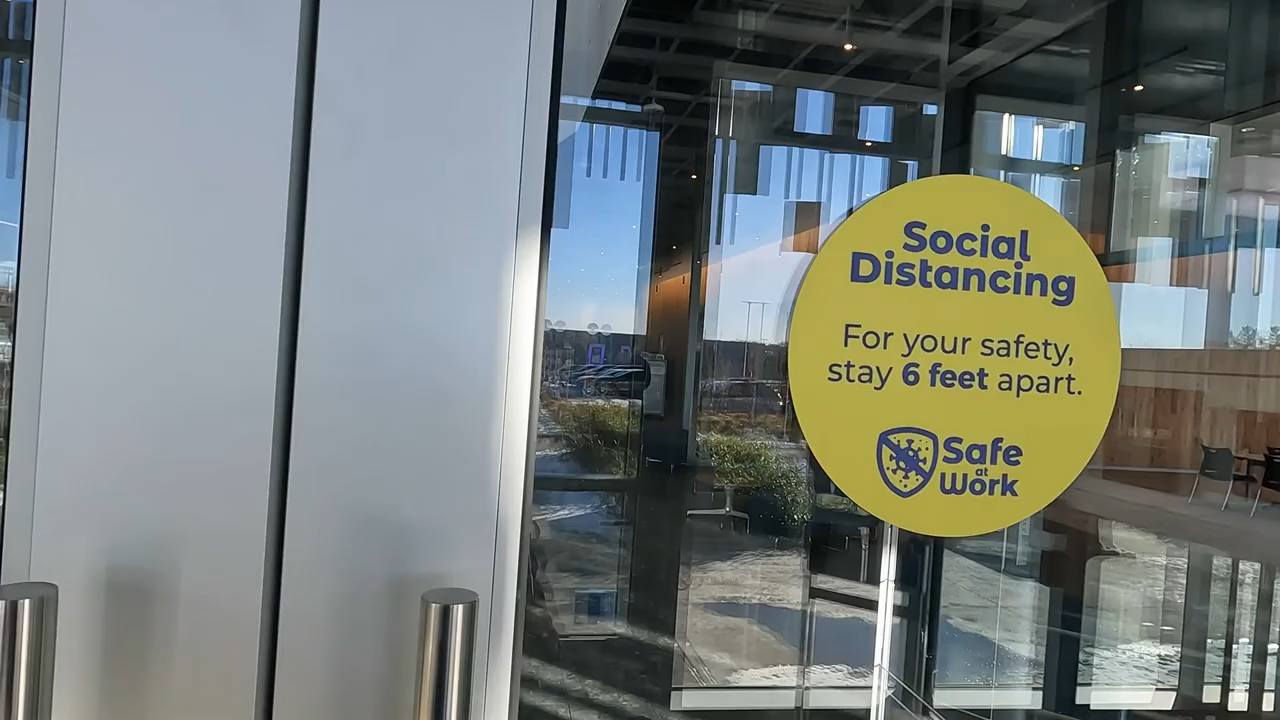 Social
Distancing
For your safety,
stay 6 feet apart.
Safe
at
Work